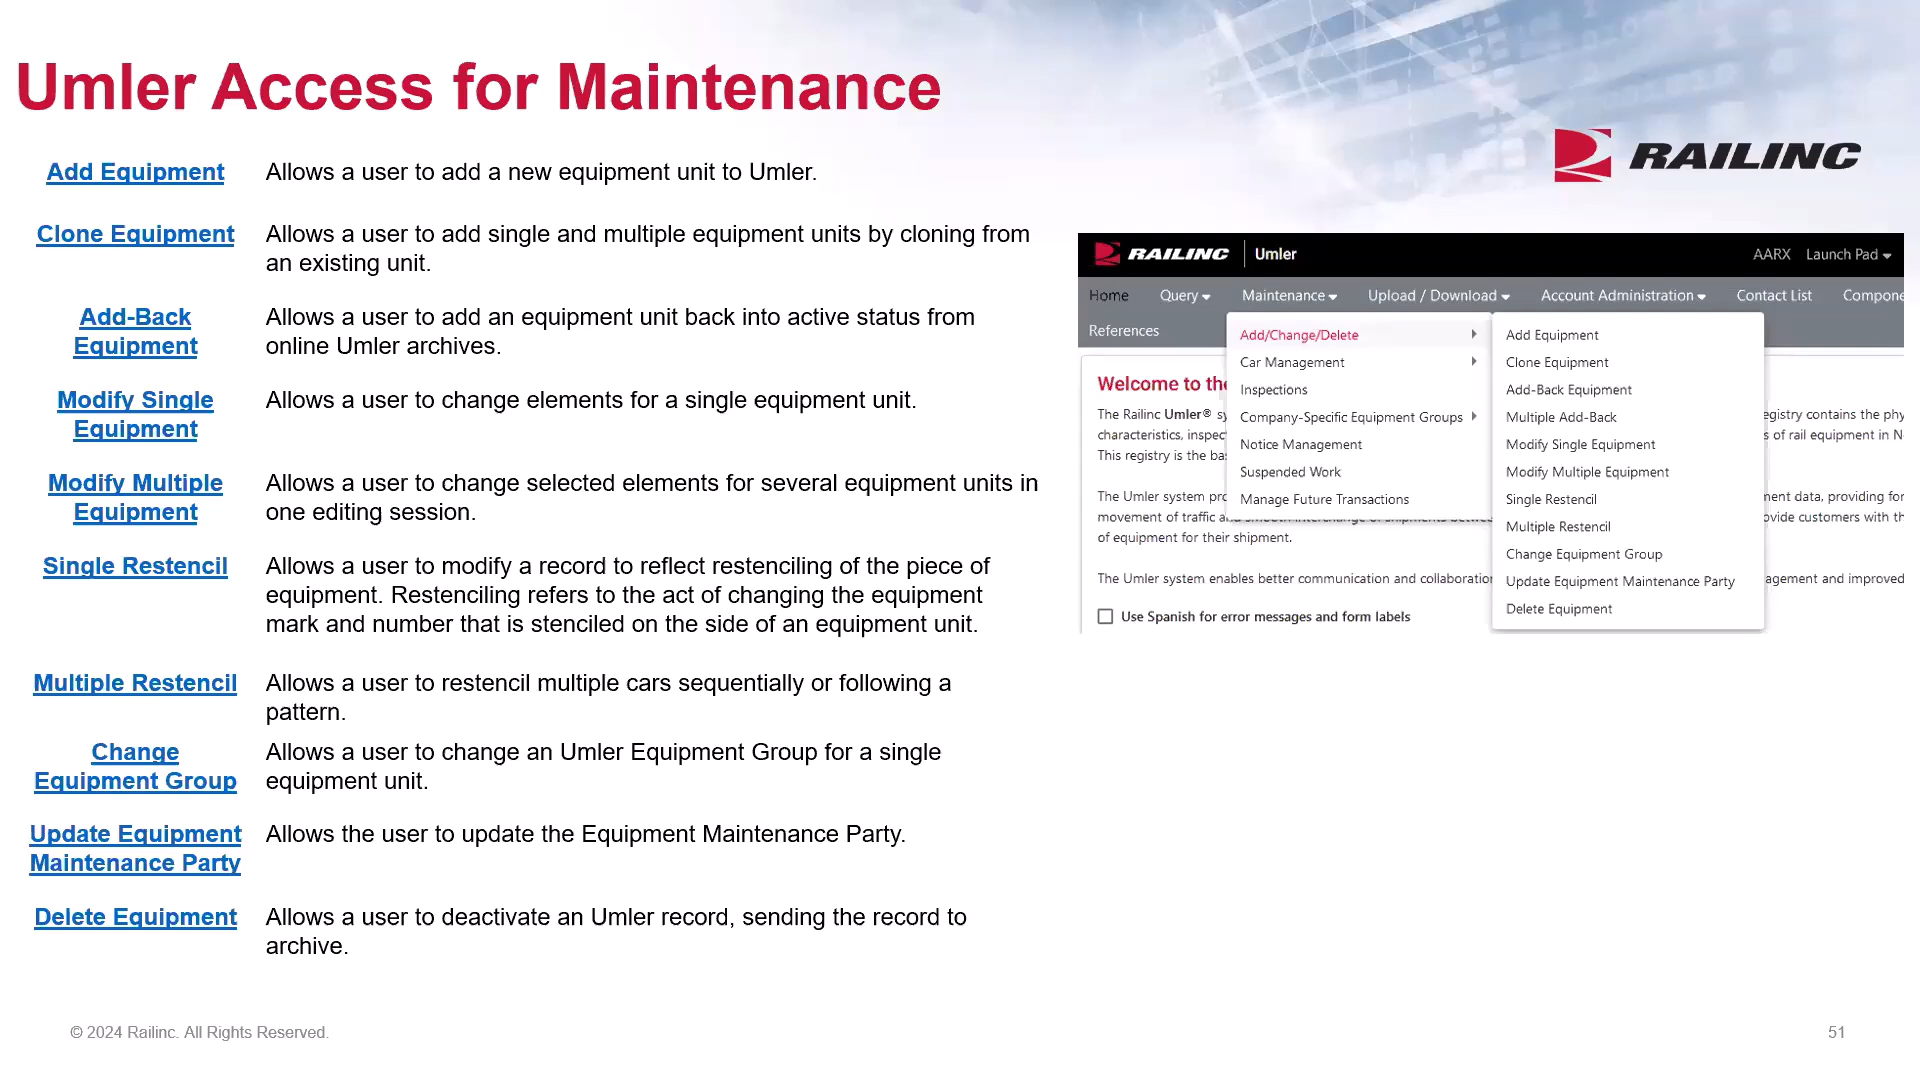 Umler Access for Maintenance
RAILINC
Add Equipment
Allows a user to add a new equipment unit to Umler.
Clone Equipment
Allows a user to add single and multiple equipment units by cloning from
an existing unit.
Add-Back
Equipment
Allows a user to add an equipment unit back into active status from
online Umler archives.
Modify Single
Equipment
Allows a user to change elements for a single equipment unit.
Modify Multiple
Equipment
Allows a user to change selected elements for several equipment units in
one editing session.
Single Restencil
Allows a user to modify a record to reflect restenciling of the piece of
equipment. Restenciling refers to the act of changing the equipment
mark and number that is stenciled on the side of an equipment unit.
Multiple Restencil
Allows a user to restencil multiple cars sequentially or following a
pattern.
Change
Equipment Group
Allows a user to change an Umler Equipment Group for a single
equipment unit.
Update Equipment
Maintenance Party
Allows the user to update the Equipment Maintenance Party.
Delete Equipment
Allows a user to deactivate an Umler record, sending the record to
archive.
RAILINC Umler AARX Launch Pad
Home Query Maintenance Upload / Download Account Administration Contact List Compone
References
Add/Change/Delete
Car Management
Inspections
Company-Specific Equipment Groups
Notice Management
Suspended Work
Manage Future Transactions
Add Equipment
Clone Equipment
Add-Back Equipment
Multiple Add-Back
Modify Single Equipment
Modify Multiple Equipment
Single Restencil
Multiple Restencil
Change Equipment Group
Update Equipment Maintenance Party
Delete Equipment
Welcome to the
The Railinc Umler® sy egistry contains the phy
characteristics, inspec s of rail equipment in N
This registry is the ba
The Umler system pro ment data, providing for
movement of traffic ovide customers with th
of equipment for their shipment.
The Umler system enables better communication and collaboration agement and improved
Use Spanish for error messages and form labels
© 2024 Railinc. All Rights Reserved.
51